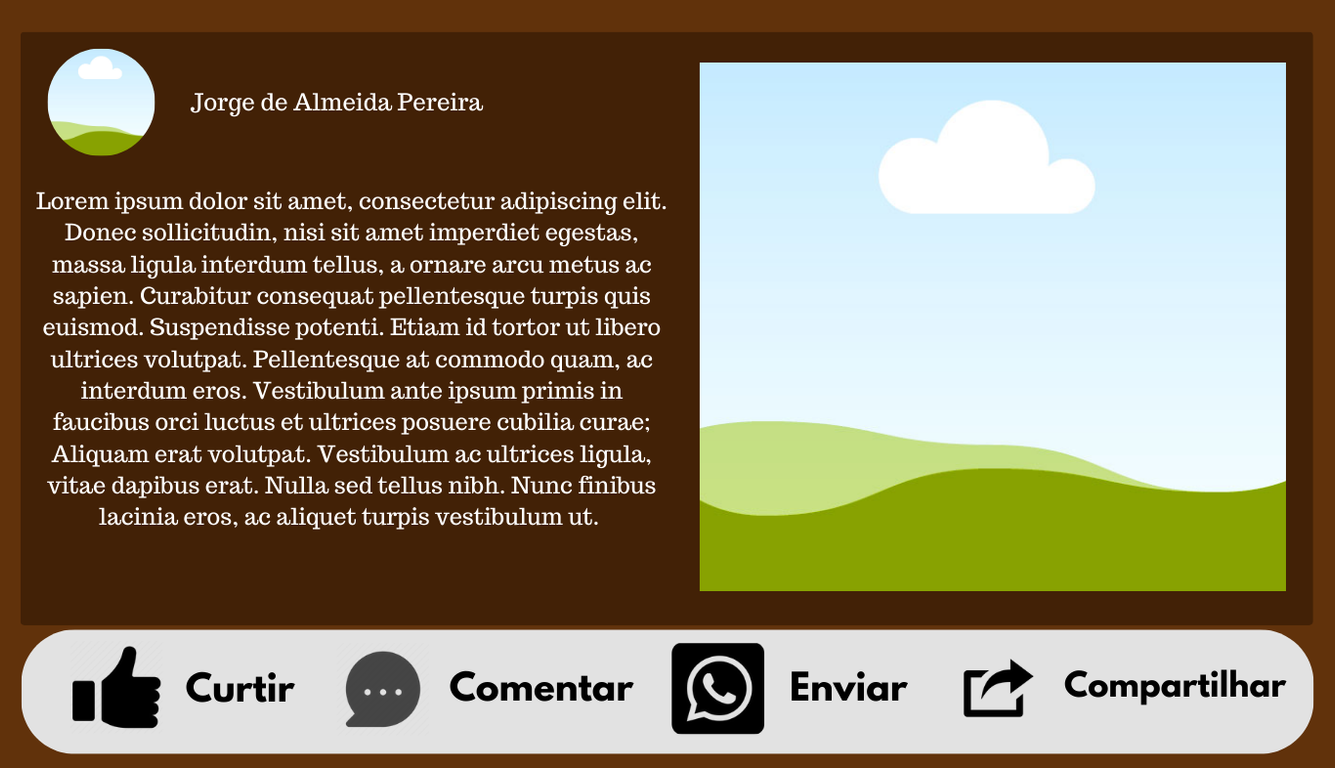 Jorge de Almeida Pereira
Lorem ipsum dolor sit amet, consectetur adipiscing elit.
Donec sollicitudin, nisi sit amet imperdiet egestas,
massa ligula interdum tellus, a ornare arcu metus ac
sapien. Curabitur consequat pellentesque turpis quis
euismod. Suspendisse potenti. Etiam id tortor ut libero
ultrices volutpat. Pellentesque at commodo quam, ac
interdum eros. Vestibulum ante ipsum primis in
faucibus orci luctus et ultrices posuere cubilia curae;
Aliquam erat volutpat. Vestibulum ac ultrices ligula,
vitae dapibus erat. Nulla sed tellus nibh. Nunc finibus
lacinia eros, ac aliquet turpis vestibulum ut.
Curtir Comentar Enviar Compartilhar